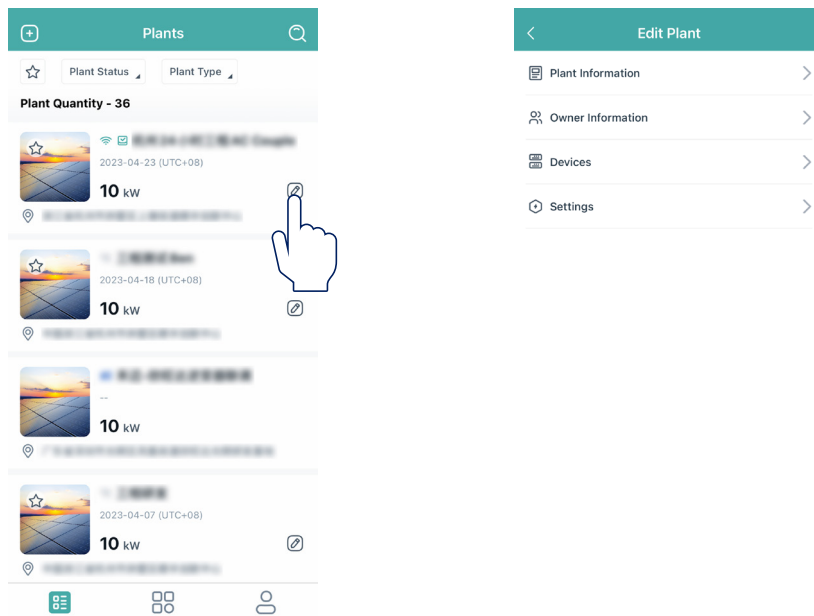 Plants
Plant Status
Plant Type
Plant Quantity - 36
AC Couple
2023-04-23 (UTC+08)
10 kW
2023-04-18 (UTC+08)
10 kW
--
10 kW
2023-04-07 (UTC+08)
10 kW
Edit Plant
Plant Information
Owner Information
Devices
Settings